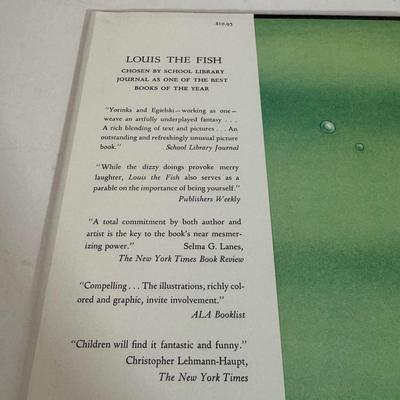 $10.95
LOUIS THE FISH
CHOSEN BY SCHOOL LIBRARY
JOURNAL AS ONE OF THE BEST
BOOKS OF THE YEAR
"Yorinks and Egielski—working as one—
weave an artfully underplayed fantasy . . .
A rich blending of text and pictures . . . An
outstanding and refreshingly unusual picture
book." School Library Journal
"While the dizzy doings provoke merry
laughter, Louis the Fish also serves as a
parable on the importance of being yourself."
Publishers Weekly
"A total commitment by both author and
artist is the key to the book's near mesmer-
izing power." Selma G. Lanes,
The New York Times Book Review
"Compelling . . . The illustrations, richly col-
ored and graphic, invite involvement."
ALA Booklist
"Children will find it fantastic and funny."
Christopher Lehmann-Haupt,
The New York Times